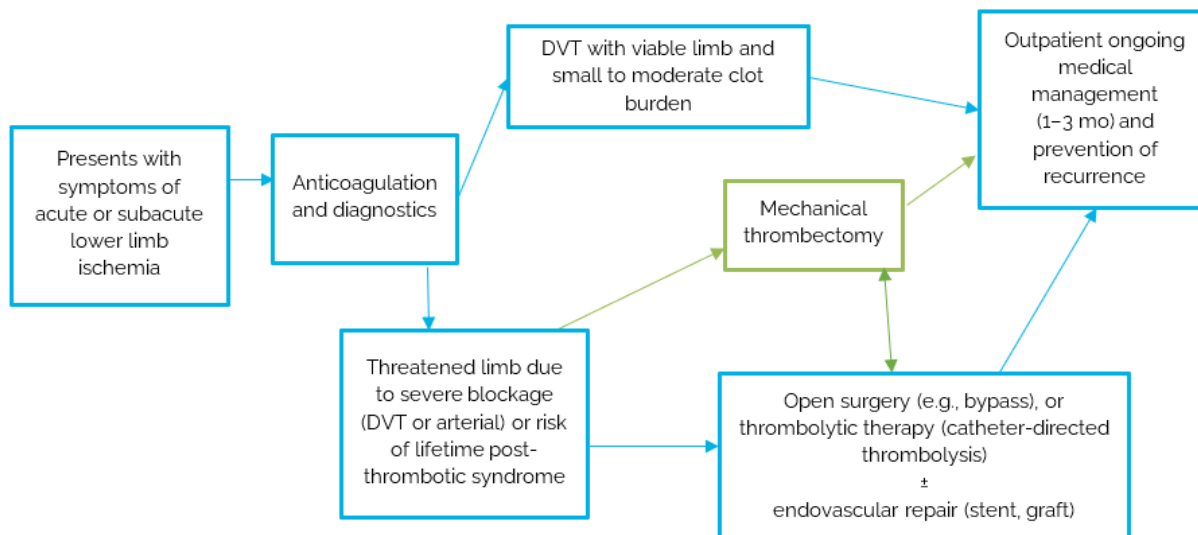 Presents with
symptoms of
acute or subacute
lower limb
ischemia
Anticoagulation
and diagnostics
DVT with viable limb and
small to moderate clot
burden
Outpatient ongoing
medical
management
(1–3 mo) and
prevention of
recurrence
Mechanical
thrombectomy
Threatened limb due
to severe blockage
(DVT or arterial) or risk
of lifetime post-
thrombotic syndrome
Open surgery (e.g., bypass), or
thrombolytic therapy (catheter-directed
thrombolysis)
±
endovascular repair (stent, graft)